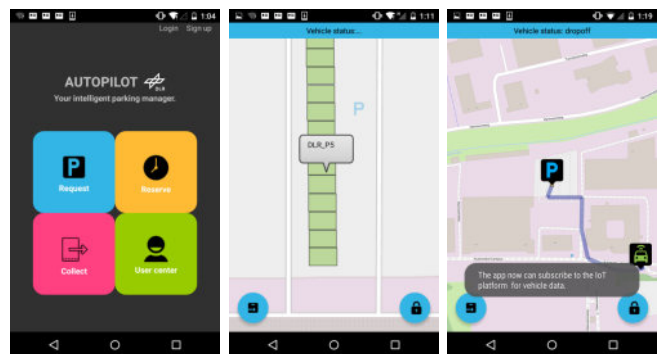 1:04
Login Sign up
AUTOPILOT DLR
Your intelligent parking manager.
P
Request
Reserve
Collect
User center
1:11
Vehicle status:...
P
DLR_P5
1:19
Vehicle status: dropoff
P
The app now can subscribe to the IoT
platform for vehicle data.